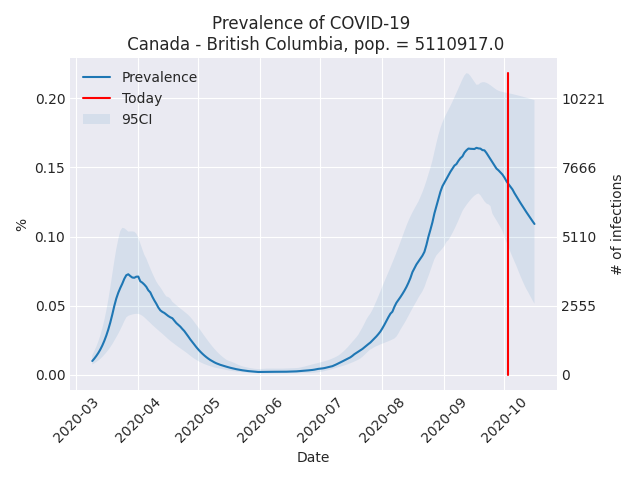 Prevalence of COVID-19
Canada - British Columbia, pop. = 5110917.0
Prevalence
Today
95CI
0.20
0.15
0.10
0.05
0.00
%
10221
7666
5110
2555
0
# of infections
2020-03
2020-04
2020-05
2020-06
2020-07
2020-08
2020-09
2020-10
Date